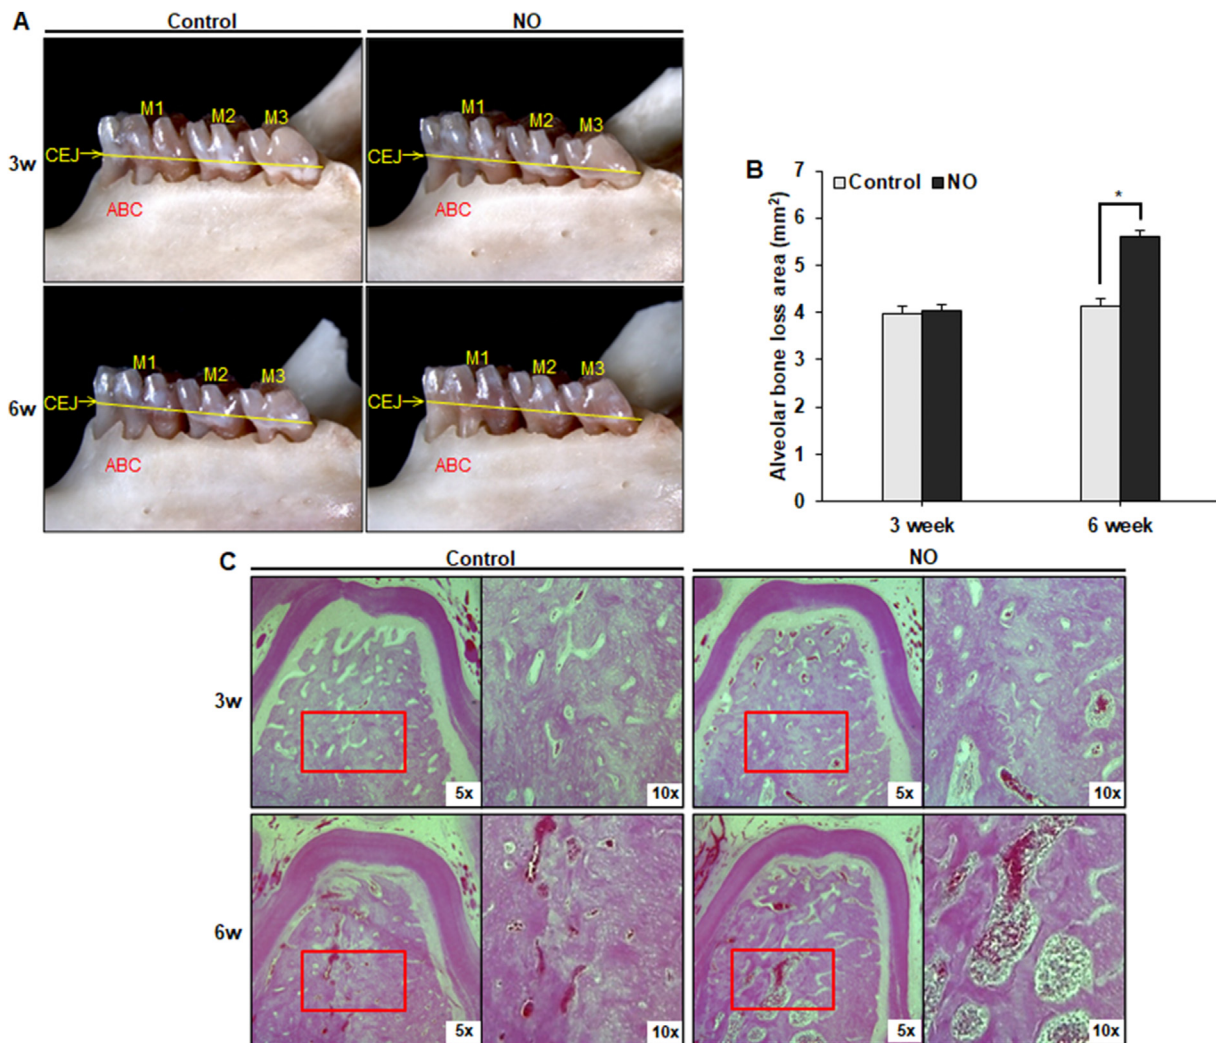 A
Control
NO
3w
M1
M2
M3
CEJ
ABC
M1
M2
M3
CEJ
ABC
6w
M1
M2
M3
CEJ
ABC
M1
M2
M3
CEJ
ABC
B
Control
NO
*
Alveolar bone loss area (mm²)
7
6
5
4
3
2
1
0
3 week
6 week
C
Control
NO
3w
5x
10x
5x
10x
6w
5x
10x
5x
10x